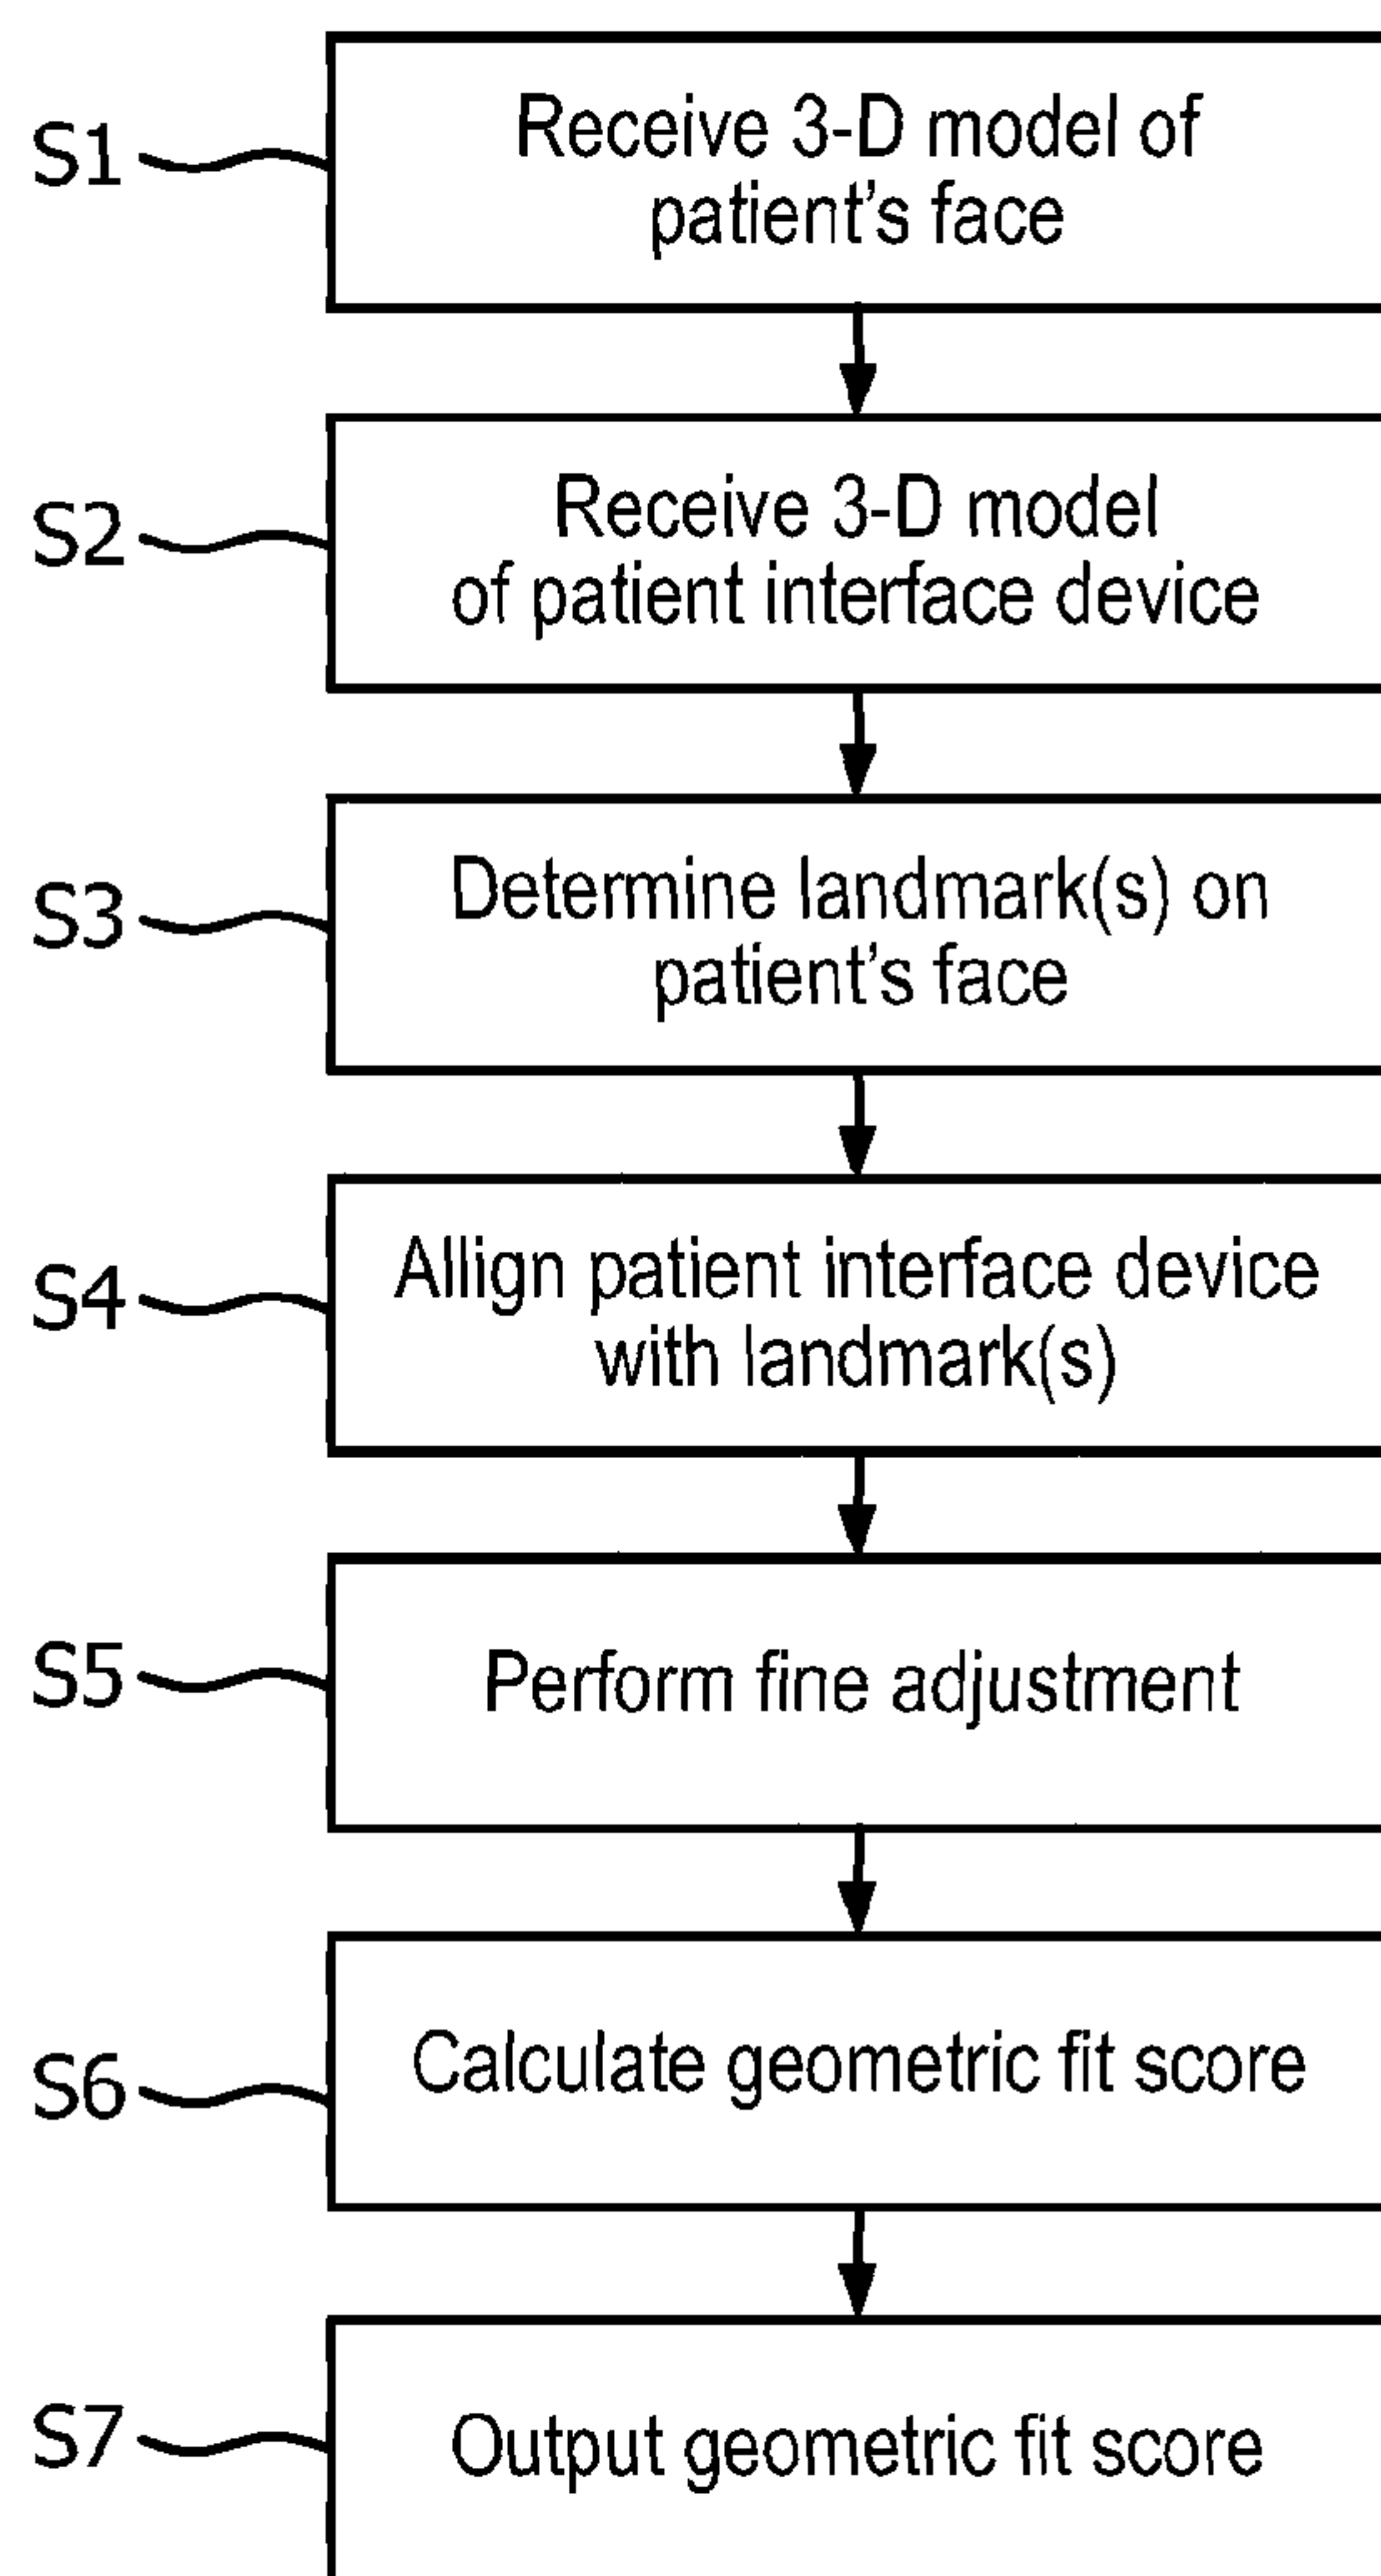 S1
Receive 3-D model of
patient's face
S2
Receive 3-D model
of patient interface device
S3
Determine landmark(s) on
patient's face
S4
Allign patient interface device
with landmark(s)
S5
Perform fine adjustment
S6
Calculate geometric fit score
S7
Output geometric fit score